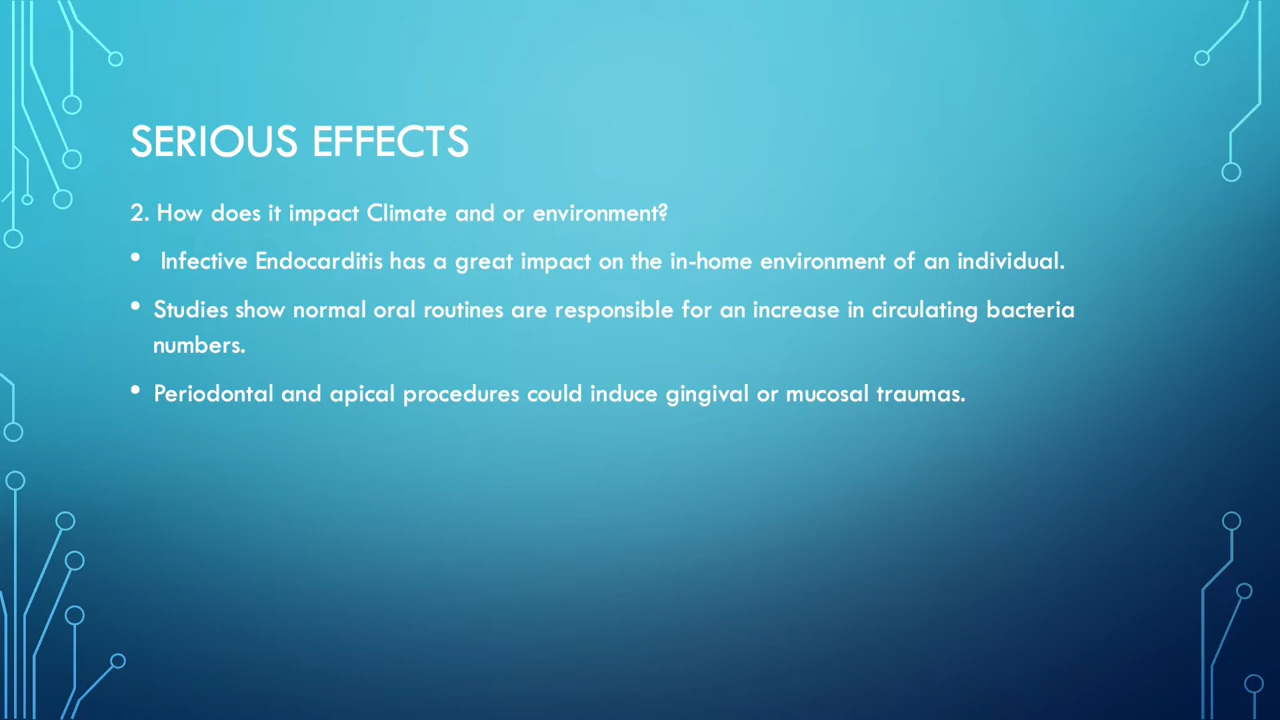 SERIOUS EFFECTS
2. How does it impact Climate and or environment?
• Infective Endocarditis has a great impact on the in-home environment of an individual.
• Studies show normal oral routines are responsible for an increase in circulating bacteria
numbers.
• Periodontal and apical procedures could induce gingival or mucosal traumas.